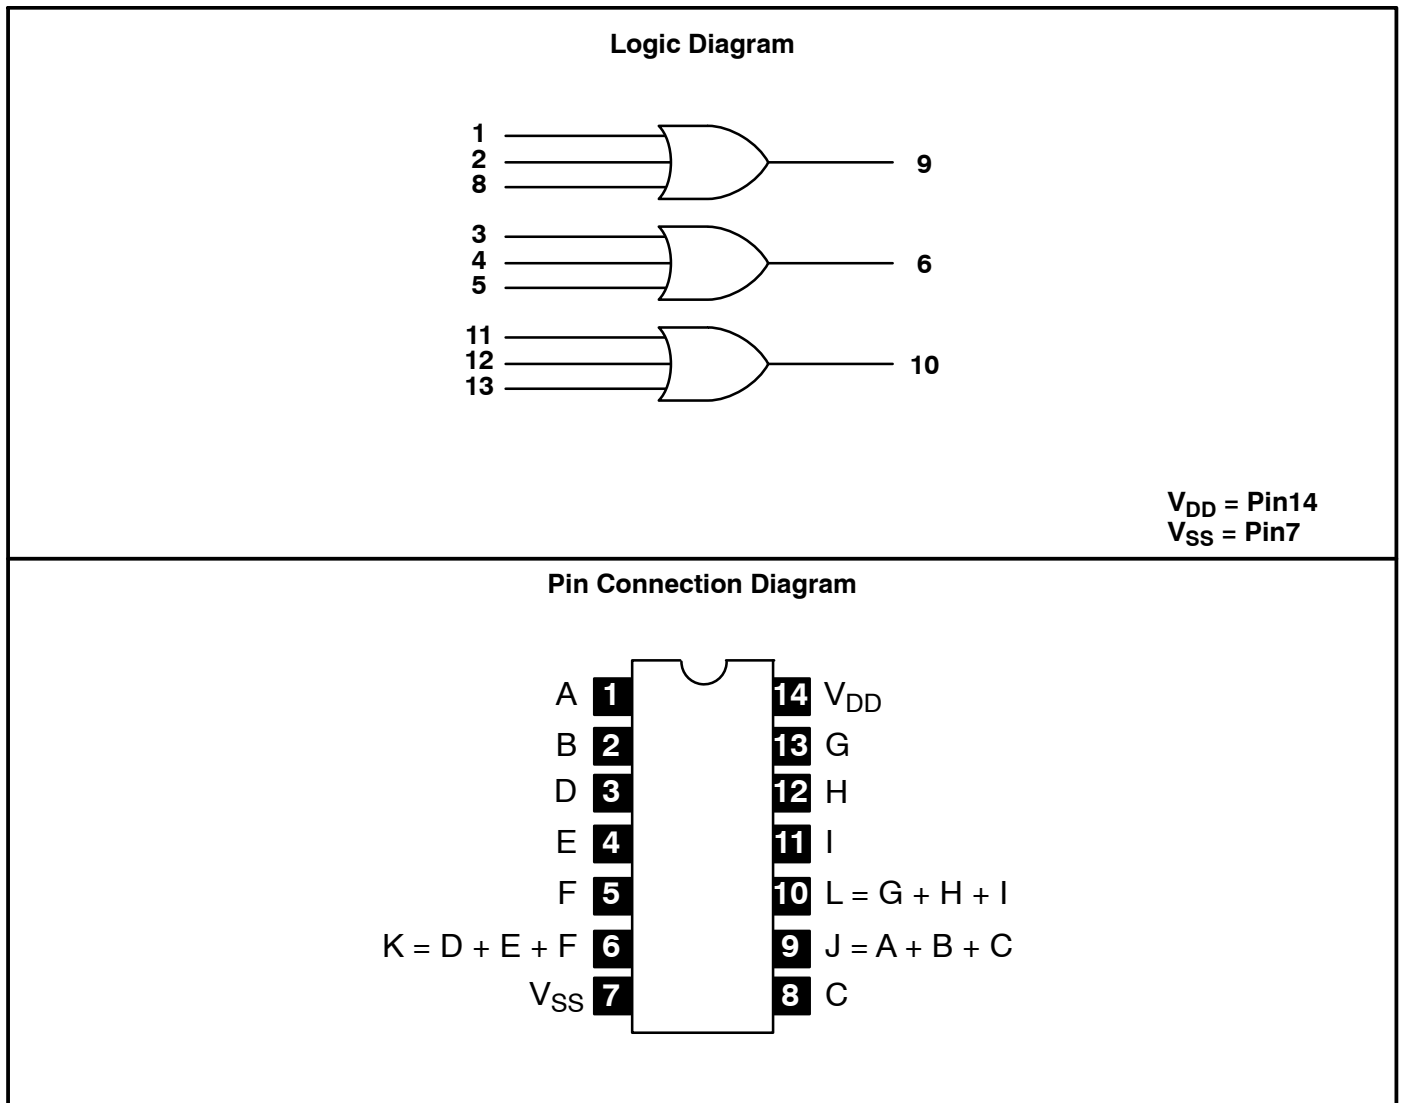 Logic Diagram
1
2
8
9
3
4
5
6
11
12
13
10
VDD = Pin14
VSS = Pin7
Pin Connection Diagram
A 1 14 VDD
B 2 13 G
D 3 12 H
E 4 11 I
F 5 10 L = G + H + I
K = D + E + F 6 9 J = A + B + C
VSS 7 8 C